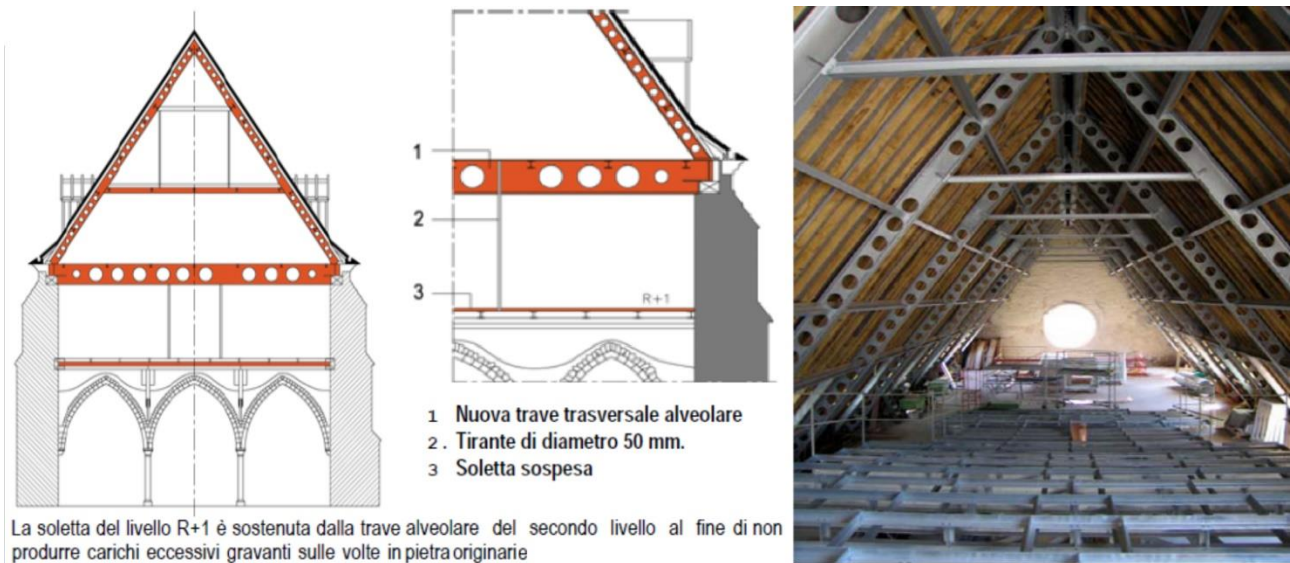 1
2
3
R+1
1 Nuova trave trasversale alveolare
2 . Tirante di diametro 50 mm.
3 Soletta sospesa
La soletta del livello R+1 è sostenuta dalla trave alveolare del secondo livello al fine di non
produrre carichi eccessivi gravanti sulle volte in pietra originarie